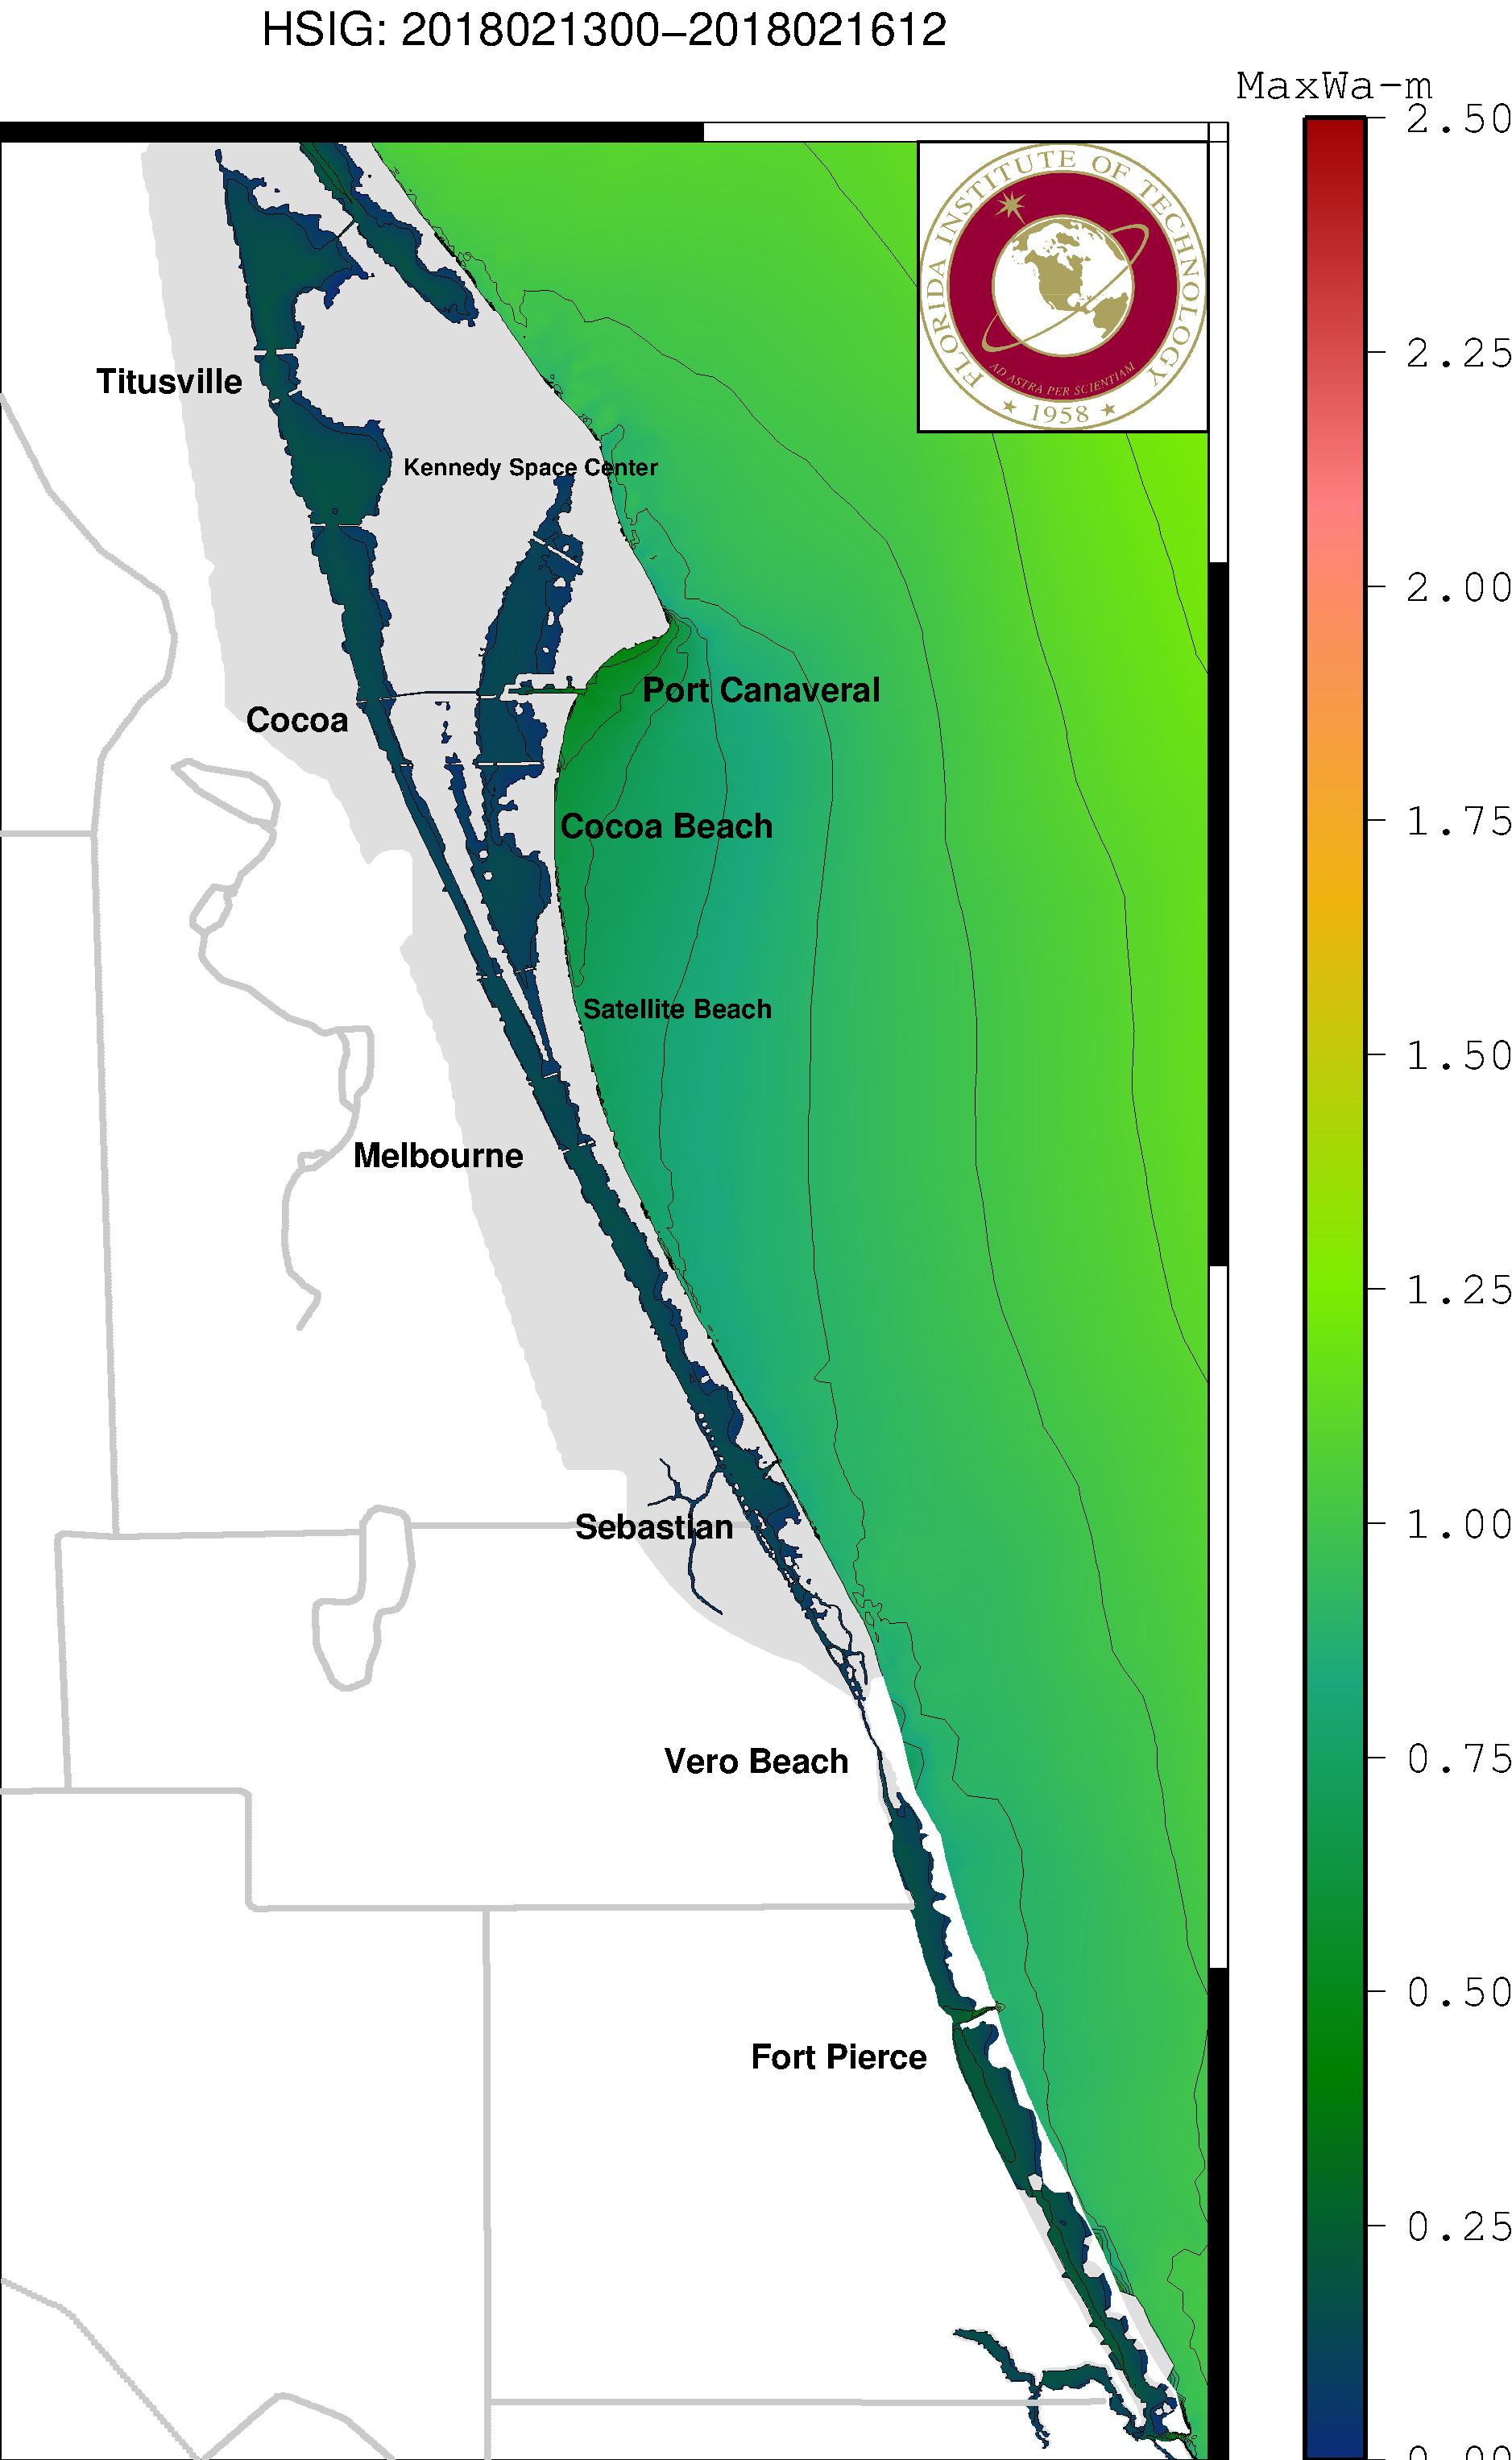 HSIG: 2018021300–2018021612
MaxWa-m
2.50
FLORIDA INSTITUTE OF TECHNOLOGY
AD ASTRA PER SCIENTIAM
★ 1958 ★
2.25
Titusville
Kennedy Space Center
2.00
Port Canaveral
Cocoa
1.75
Cocoa Beach
Satellite Beach
1.50
Melbourne
1.25
Sebastian
1.00
Vero Beach
0.75
0.50
Fort Pierce
0.25
0.00